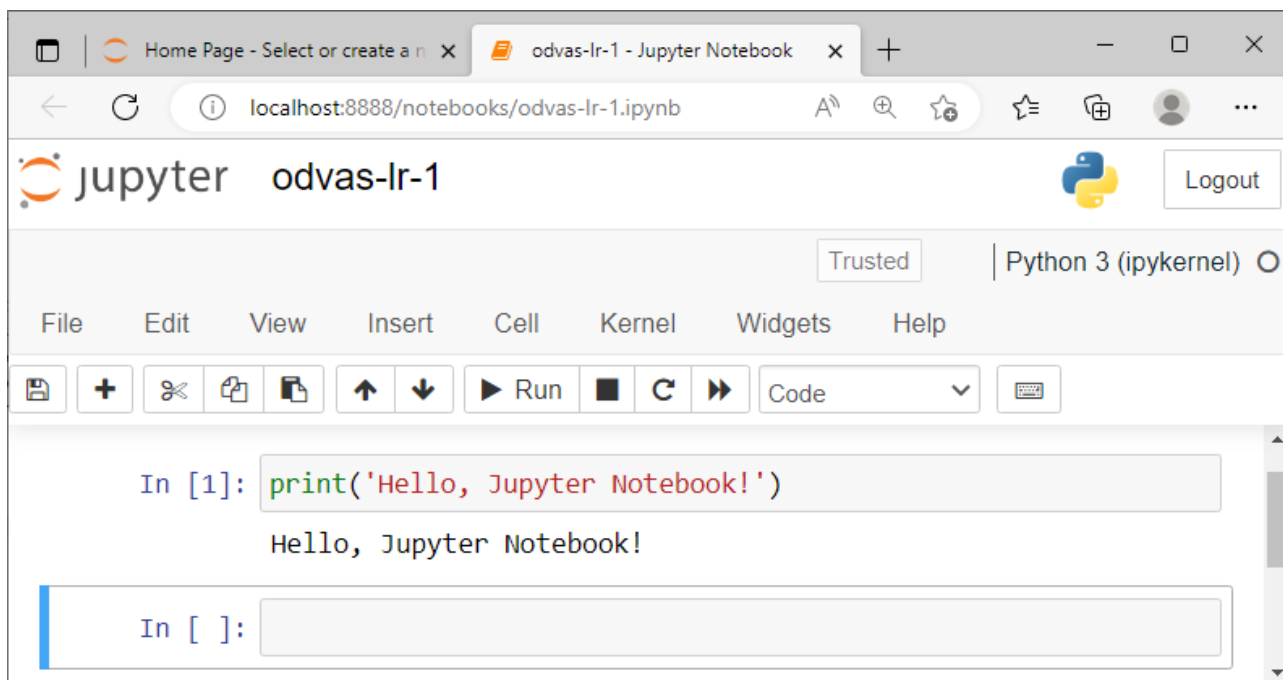 Home Page - Select or create a n
odvas-lr-1 - Jupyter Notebook
localhost:8888/notebooks/odvas-lr-1.ipynb
jupyter odvas-lr-1
Logout
Trusted
Python 3 (ipykernel)
File Edit View Insert Cell Kernel Widgets Help
Run
Code
In [1]: print('Hello, Jupyter Notebook!')
Hello, Jupyter Notebook!
In [ ]: